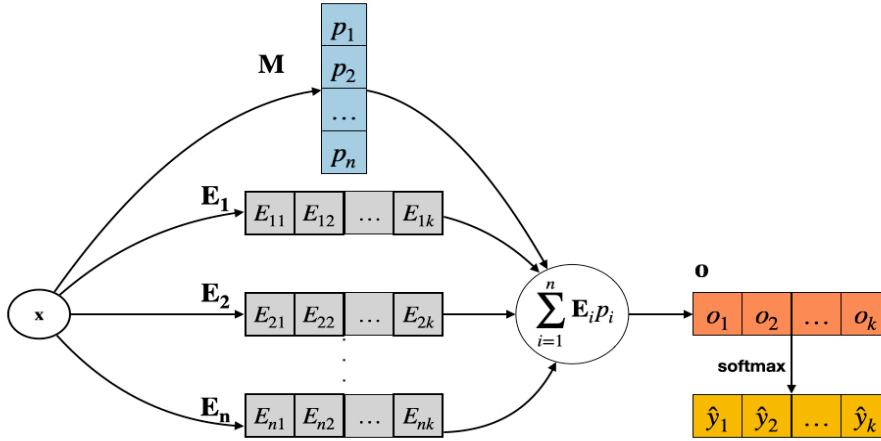 M
p₁
p₂
…
pₙ
E₁
E₁₁ E₁₂ … E₁ₖ
x
E₂
E₂₁ E₂₂ … E₂ₖ
∑ⁿᵢ₌₁ Eᵢpᵢ
o
o₁ o₂ … oₖ
softmax
Eₙ
Eₙ₁ Eₙ₂ … Eₙₖ
ŷ₁ ŷ₂ … ŷₖ